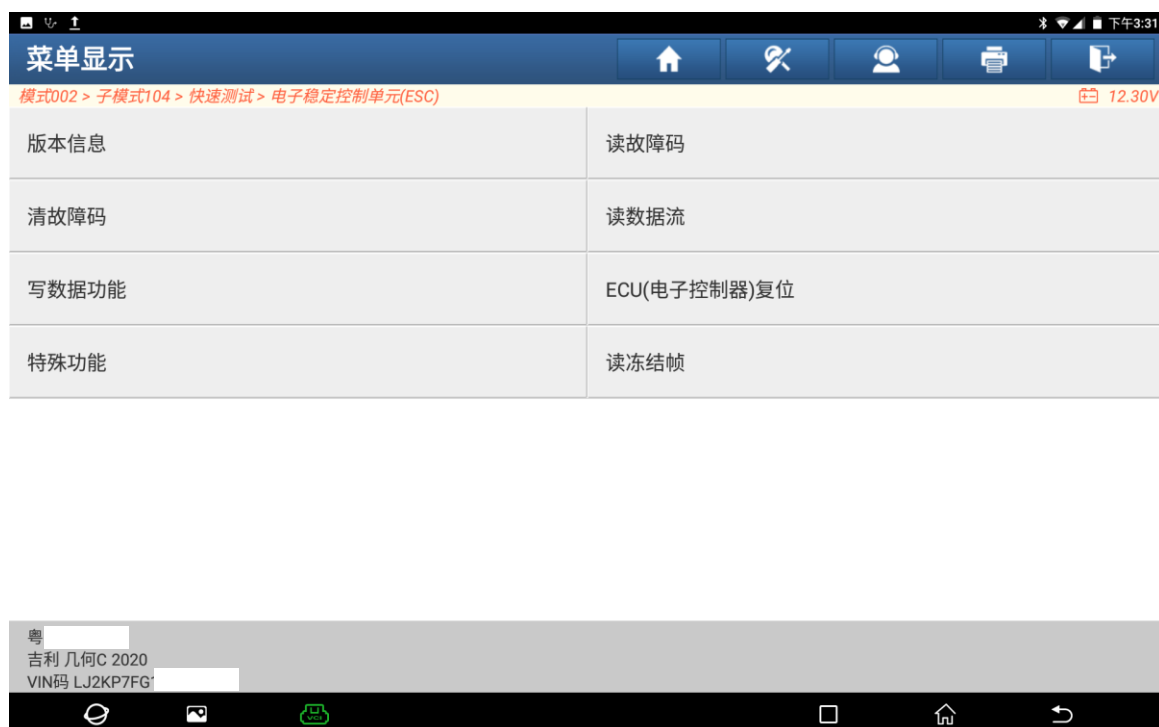 下午3:31
菜单显示
模式002 > 子模式104 > 快速测试 > 电子稳定控制单元(ESC)
12.30V
版本信息
读故障码
清故障码
读数据流
写数据功能
ECU(电子控制器)复位
特殊功能
读冻结帧
粤
吉利 几何C 2020
VIN码 LJ2KP7FG
VCI